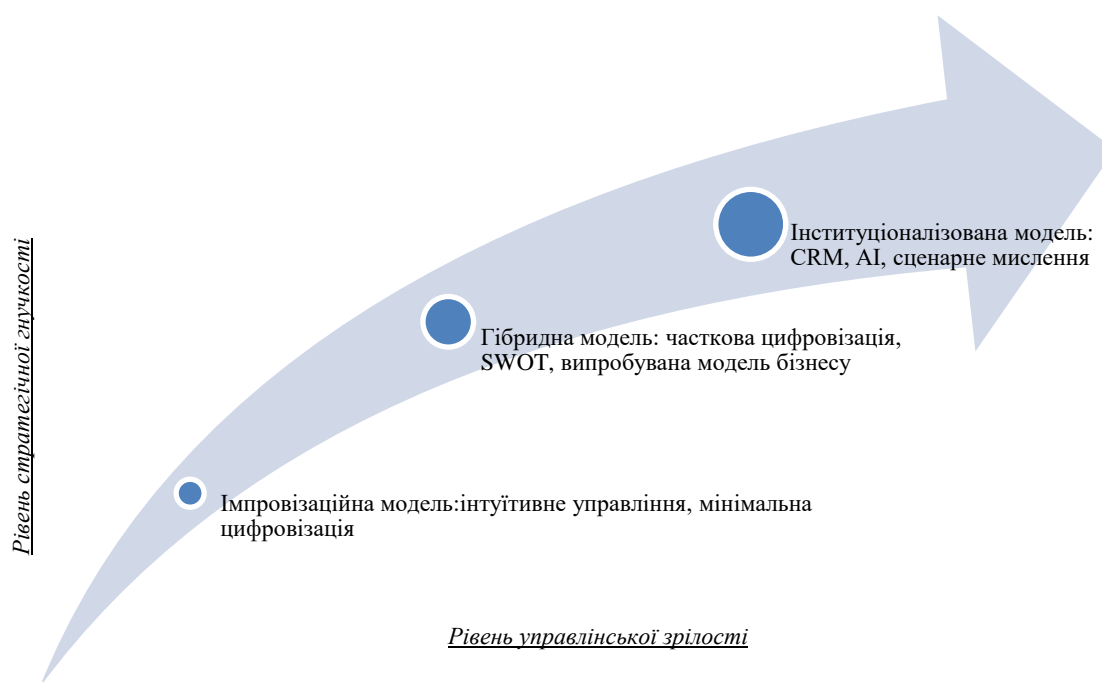 Рівень стратегічної гнучкості
Інституціоналізована модель:
CRM, AI, сценарне мислення
Гібридна модель: часткова цифровізація,
SWOT, випробувана модель бізнесу
Імпровізаційна модель:інтуїтивне управління, мінімальна
цифровізація
Рівень управлінської зрілості